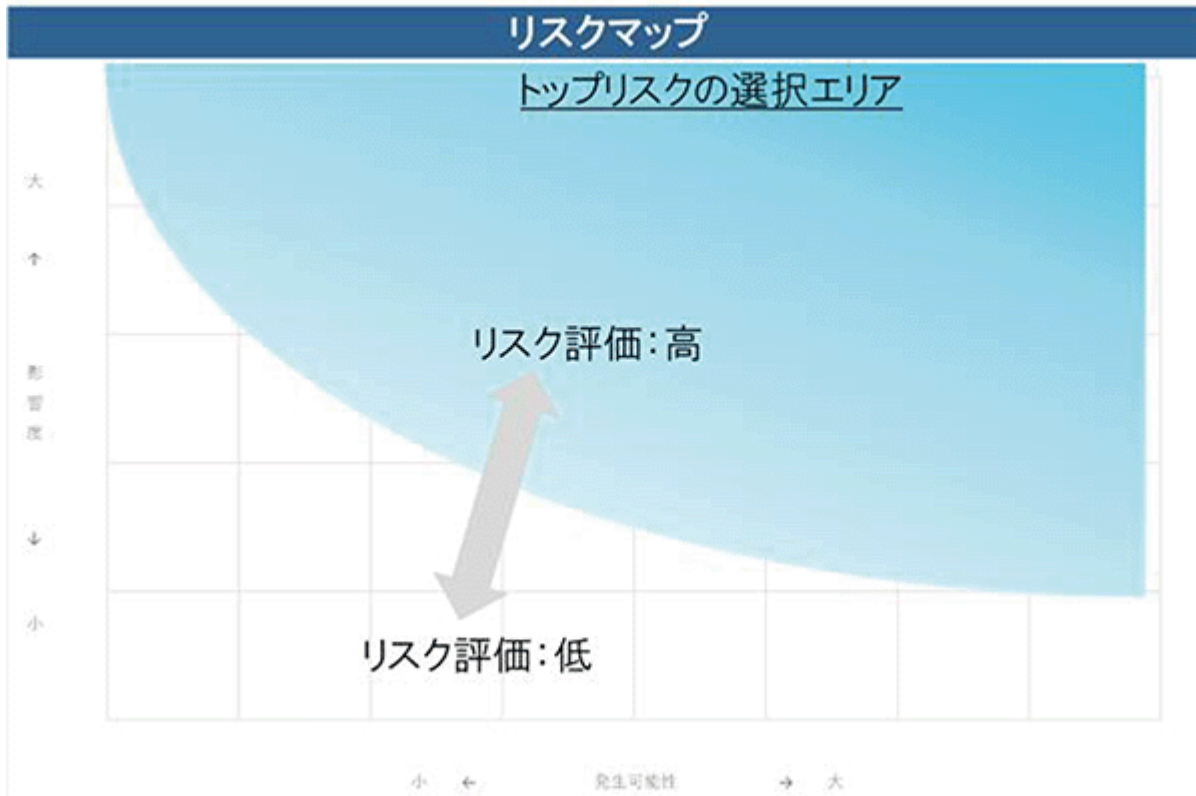 リスクマップ
トップリスクの選択エリア
大
↑
影
響
度
↓
小
リスク評価：高
リスク評価：低
小 ← 発生可能性 → 大